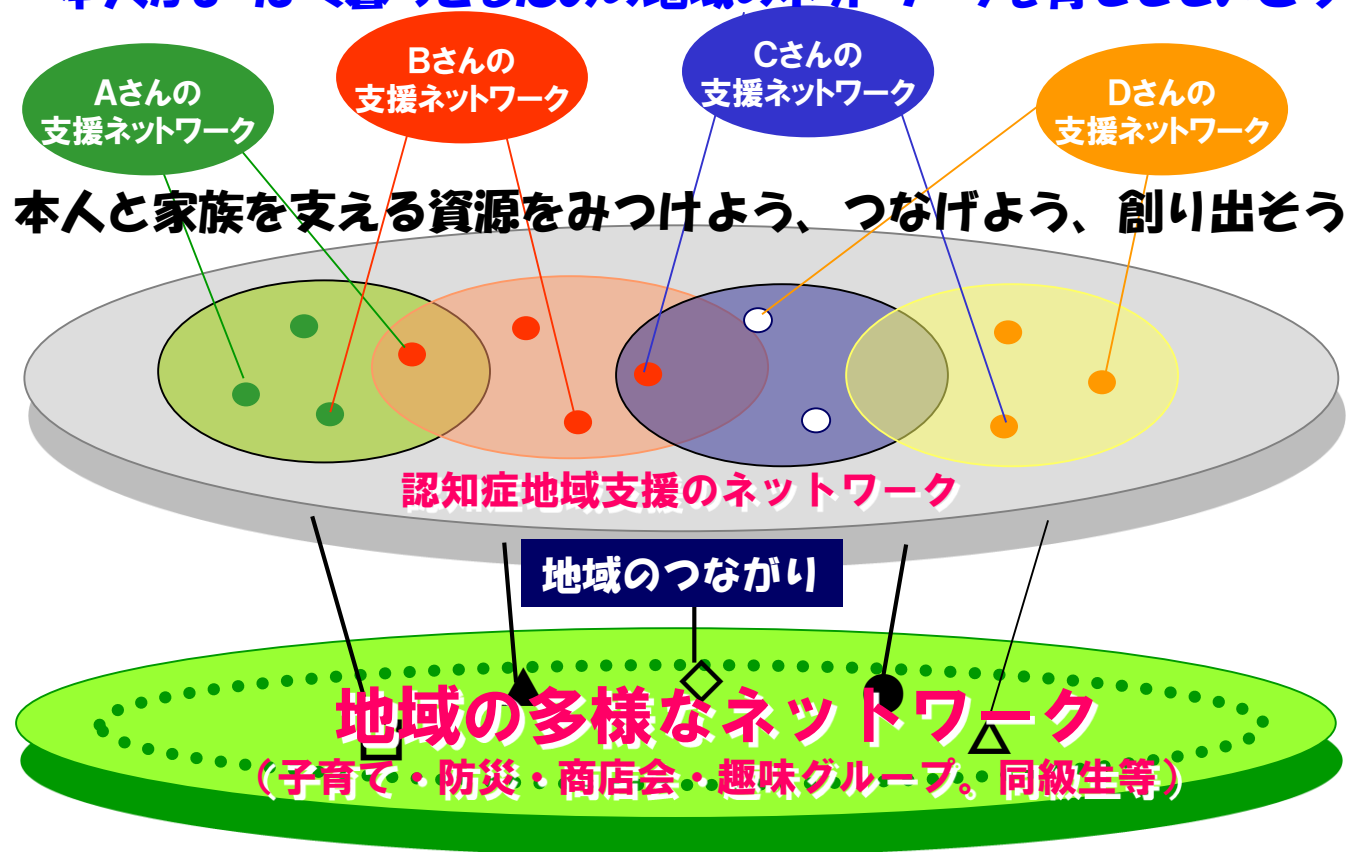 Aさんの
支援ネットワーク
Bさんの
支援ネットワーク
Cさんの
支援ネットワーク
Dさんの
支援ネットワーク
本人と家族を支える資源をみつけよう、つなげよう、創り出そう
認知症地域支援のネットワーク
地域のつながり
地域の多様なネットワーク
（子育て・防災・商店会・趣味グループ。同級生等）